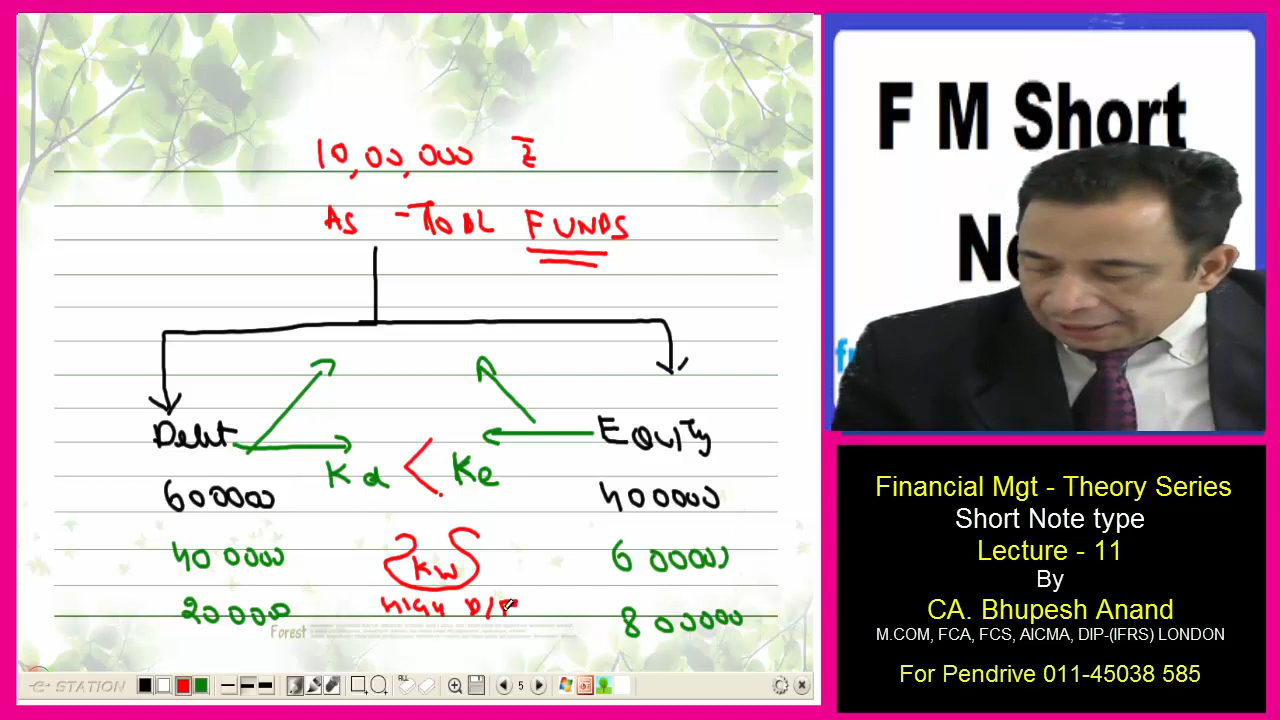 10,00,000 ₹
AS TOTAL FUNDS
Debt
EQUITY
Kd < Ke
600000
400000
400000
600000
Kw
200000
800000
HIGH D/E
Forest
e-STATION
5
F M Short
Financial Mgt - Theory Series
Short Note type
Lecture - 11
By
CA. Bhupesh Anand
M.COM, FCA, FCS, AICMA, DIP-(IFRS) LONDON
For Pendrive 011-45038 585